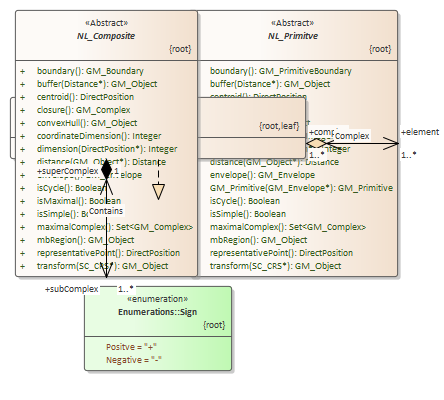 «Abstract»
NL_Composite
{root}
+ boundary(): GM_Boundary
+ buffer(Distance*): GM_Object
+ centroid(): DirectPosition
+ closure(): GM_Complex
+ convexHull(): GM_Object
+ coordinateDimension(): Integer
+ dimension(DirectPosition*): Integer
+ distance(GM_Object*): Distance
+superComplex
1
isCycle(): Boolean
isMaximal(): Boolean
+ isSimple():
Contains
+ maximalComplex(): Set<GM_Complex>
+ mbRegion(): GM_Object
+ representativePoint(): DirectPosition
+ transform(SC_CRS*): GM_Object
«Abstract»
NL_Primitve
{root}
boundary(): GM_PrimitiveBoundary
buffer(Distance*): GM_Object
centroid(): DirectPosition
{root,leaf}
Complex
+element
1..*
1..*
distance(GM_Object*): Distance
envelope(): GM_Envelope
GM_Primitive(GM_Envelope*): GM_Primitive
isCycle(): Boolean
isSimple(): Boolean
maximalComplex(): Set<GM_Complex>
mbRegion(): GM_Object
representativePoint(): DirectPosition
transform(SC_CRS*): GM_Object
+subComplex
1..*
«enumeration»
Enumerations::Sign
{root}
Positve = "+"
Negative = "-"